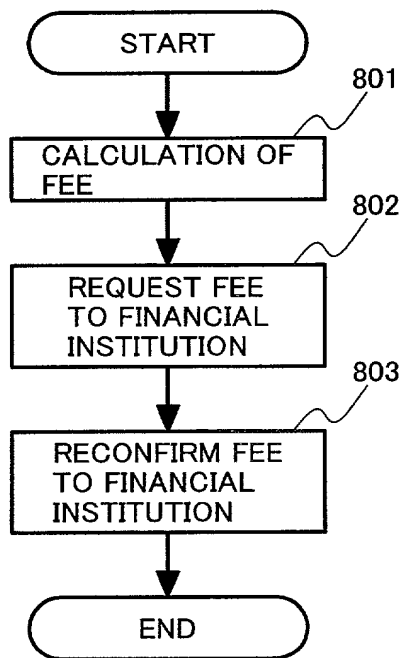 START
801
CALCULATION OF
FEE
802
REQUEST FEE
TO FINANCIAL
INSTITUTION
803
RECONFIRM FEE
TO FINANCIAL
INSTITUTION
END